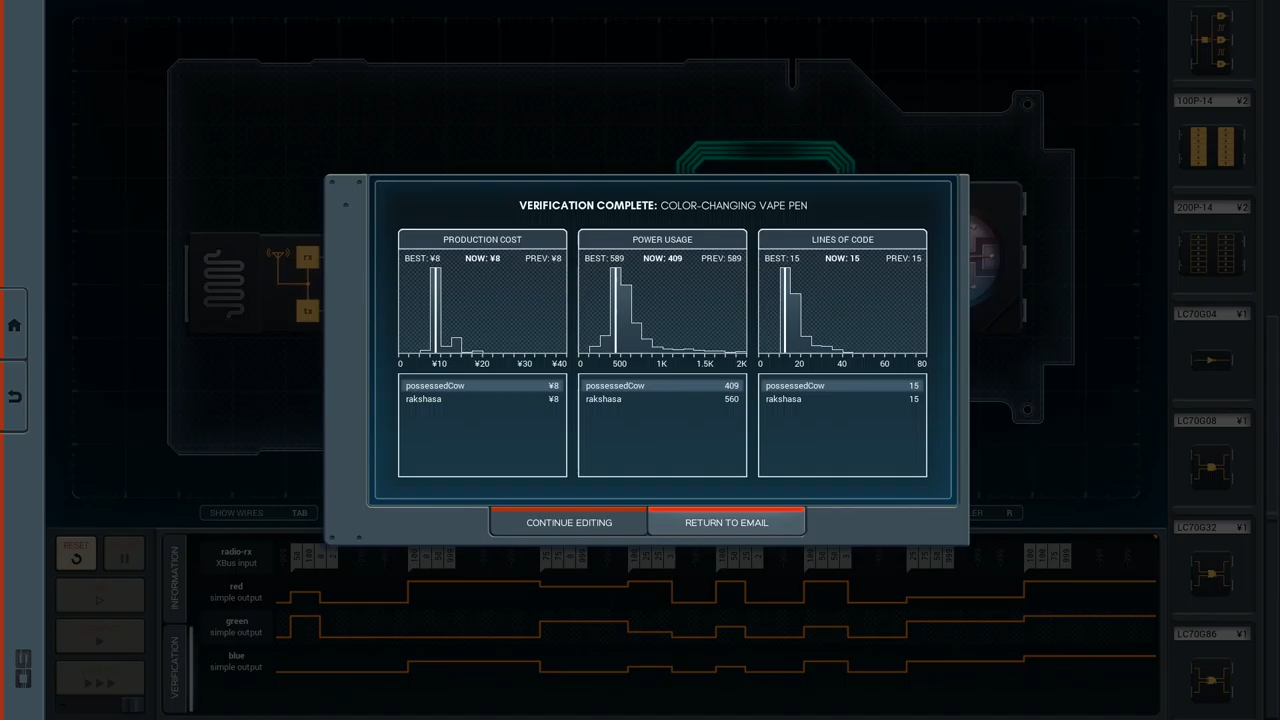 VERIFICATION COMPLETE: COLOR-CHANGING VAPE PEN
PRODUCTION COST
BEST: ¥8 NOW: ¥8 PREV: ¥8
0 ¥10 ¥20 ¥30 ¥40
possessedCow ¥8
rakshasa ¥8
POWER USAGE
BEST: 589 NOW: 409 PREV: 589
0 500 1K 1.5K 2K
possessedCow 409
rakshasa 560
LINES OF CODE
BEST: 15 NOW: 15 PREV: 15
0 20 40 60 80
possessedCow 15
rakshasa 15
CONTINUE EDITING
RETURN TO EMAIL
rx
tx
SHOW WIRES TAB
R
100P-14 ¥2
200P-14 ¥2
LC70G04 ¥1
LC70G08 ¥1
LC70G32 ¥1
LC70G86 ¥1
RESET
INFORMATION
VERIFICATION
radio-rx
XBus input
red
simple output
green
simple output
blue
simple output